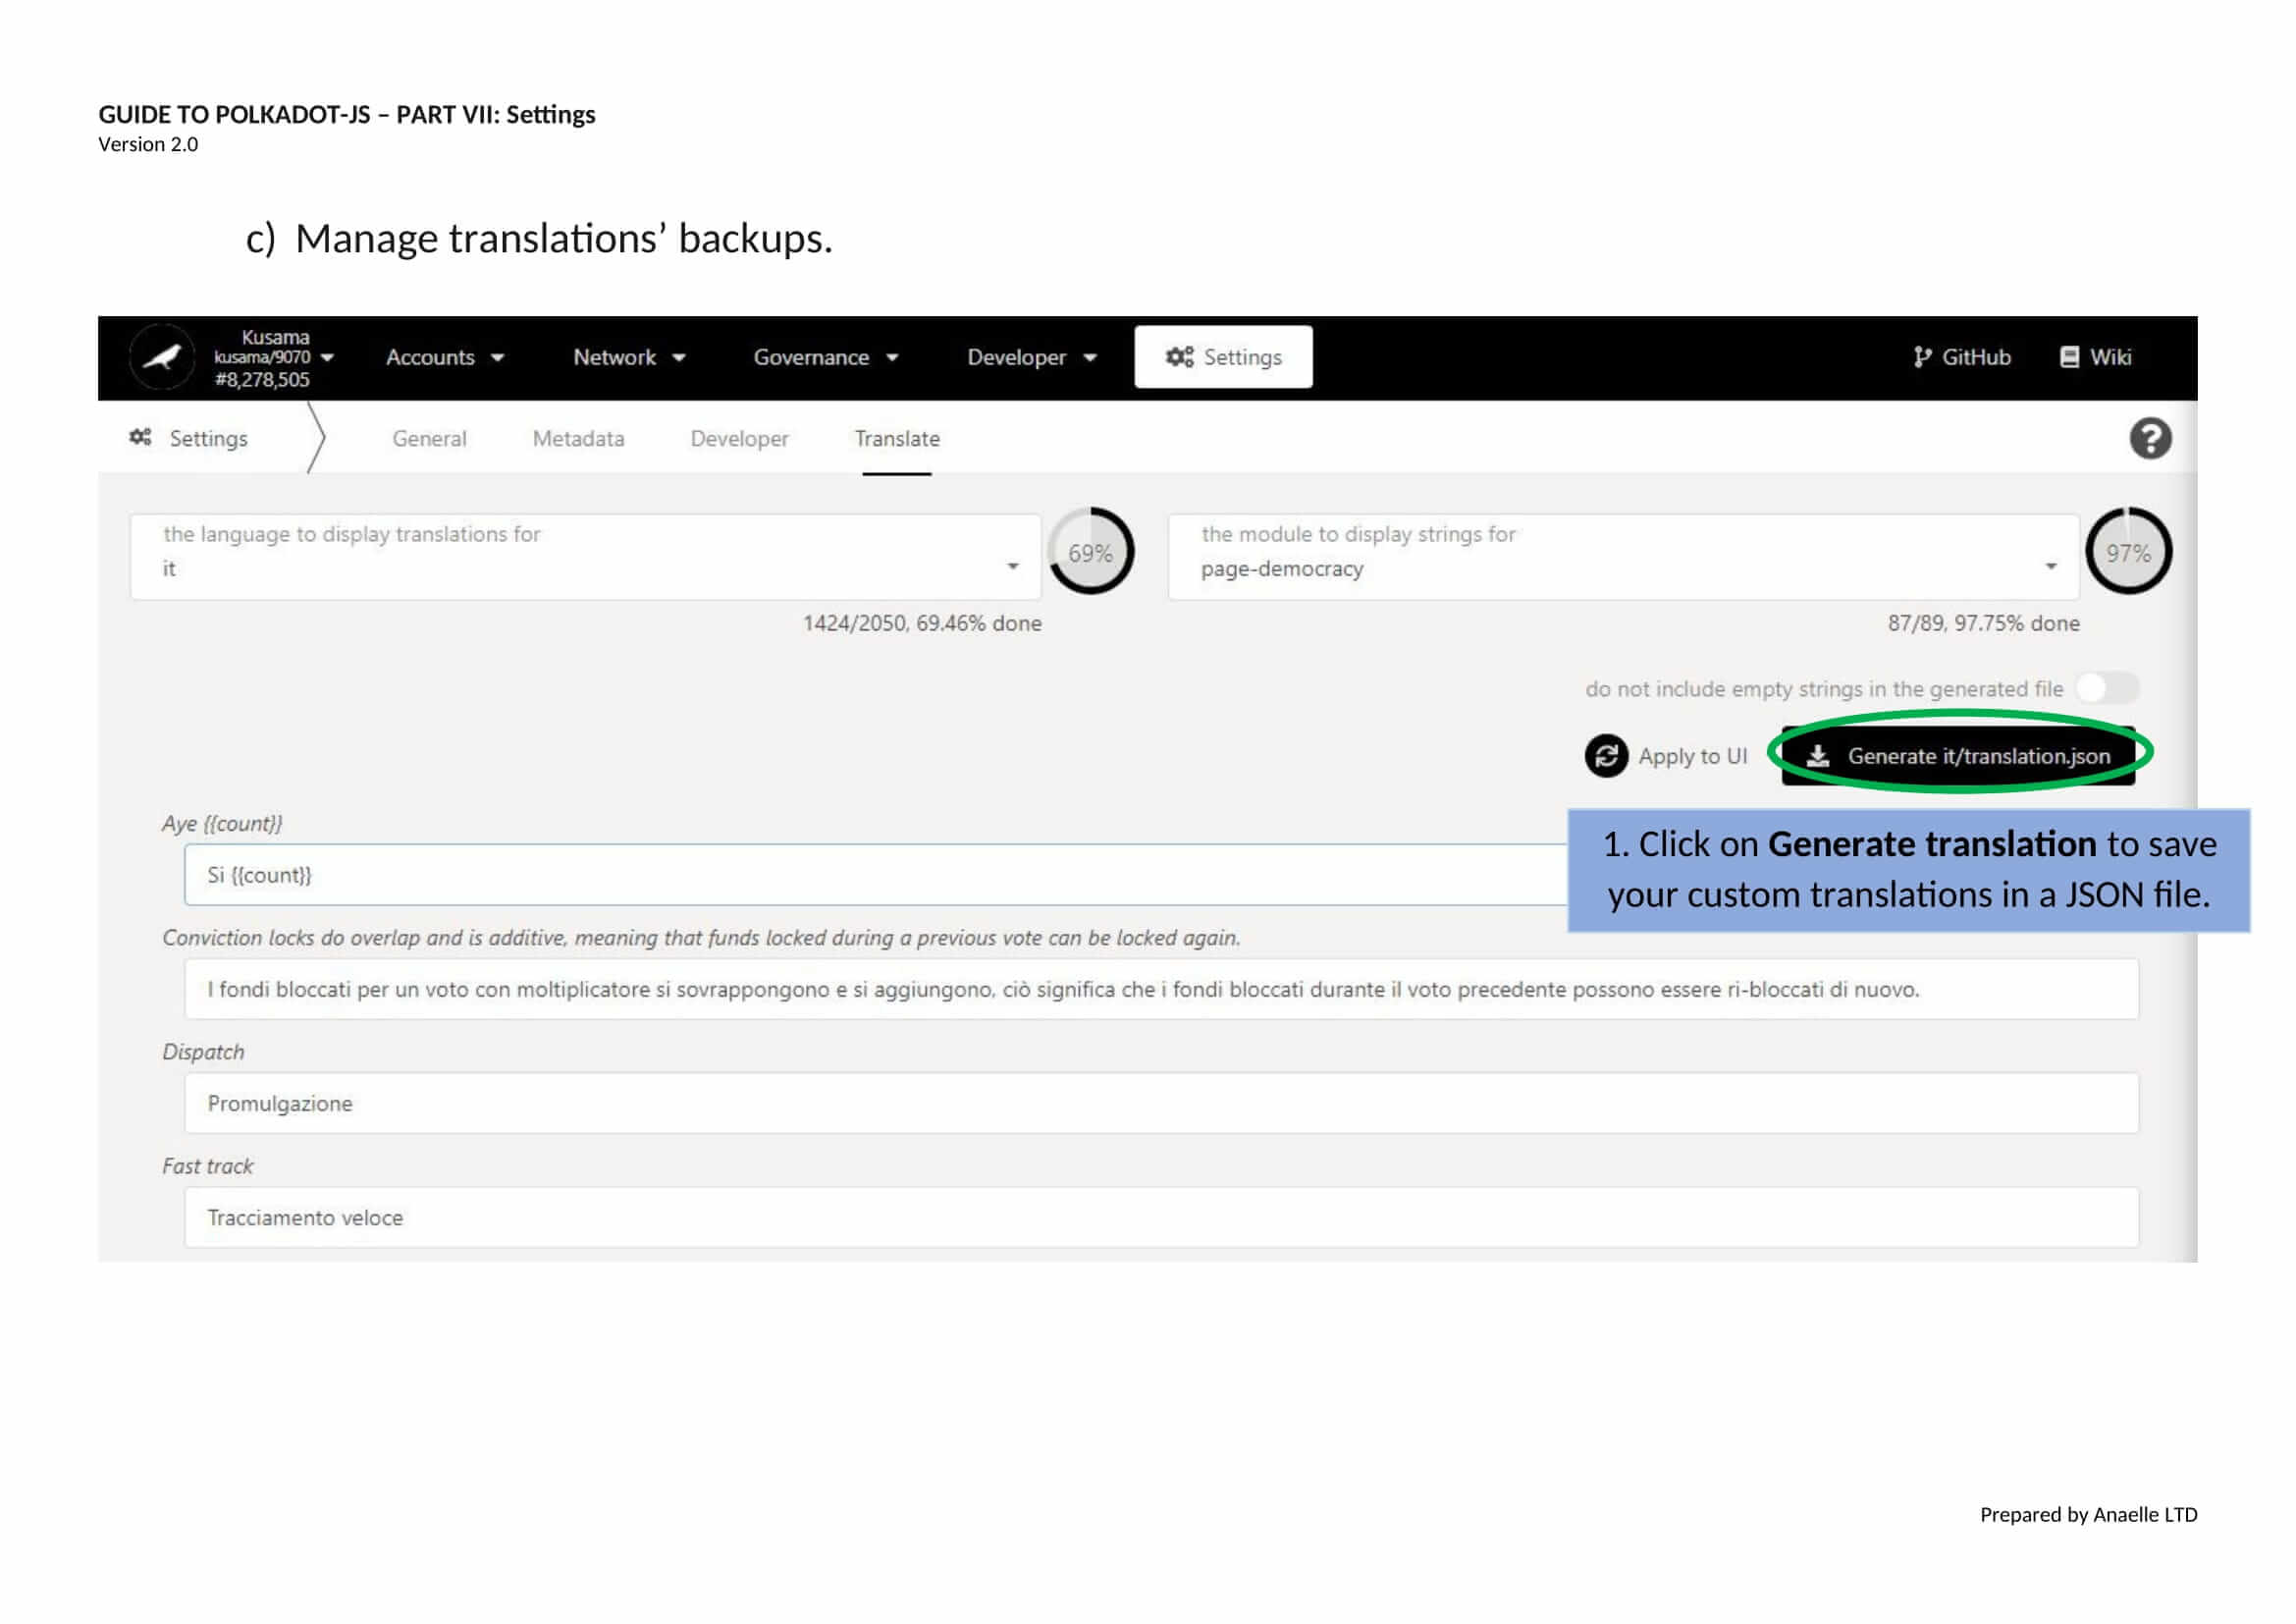 GUIDE TO POLKADOT-JS – PART VII: Settings
Version 2.0
c) Manage translations’ backups.
Kusama
kusama/9070
#8,278,505
Accounts
Network
Governance
Developer
Settings
GitHub
Wiki
Settings
General
Metadata
Developer
Translate
the language to display translations for
it
69%
1424/2050, 69.46% done
the module to display strings for
page-democracy
97%
87/89, 97.75% done
do not include empty strings in the generated file
Apply to UI
Generate it/translation.json
1. Click on Generate translation to save
your custom translations in a JSON file.
Aye {{count}}
Si {{count}}
Conviction locks do overlap and is additive, meaning that funds locked during a previous vote can be locked again.
I fondi bloccati per un voto con moltiplicatore si sovrappongono e si aggiungono, ciò significa che i fondi bloccati durante il voto precedente possono essere ri-bloccati di nuovo.
Dispatch
Promulgazione
Fast track
Tracciamento veloce
Prepared by Anaelle LTD